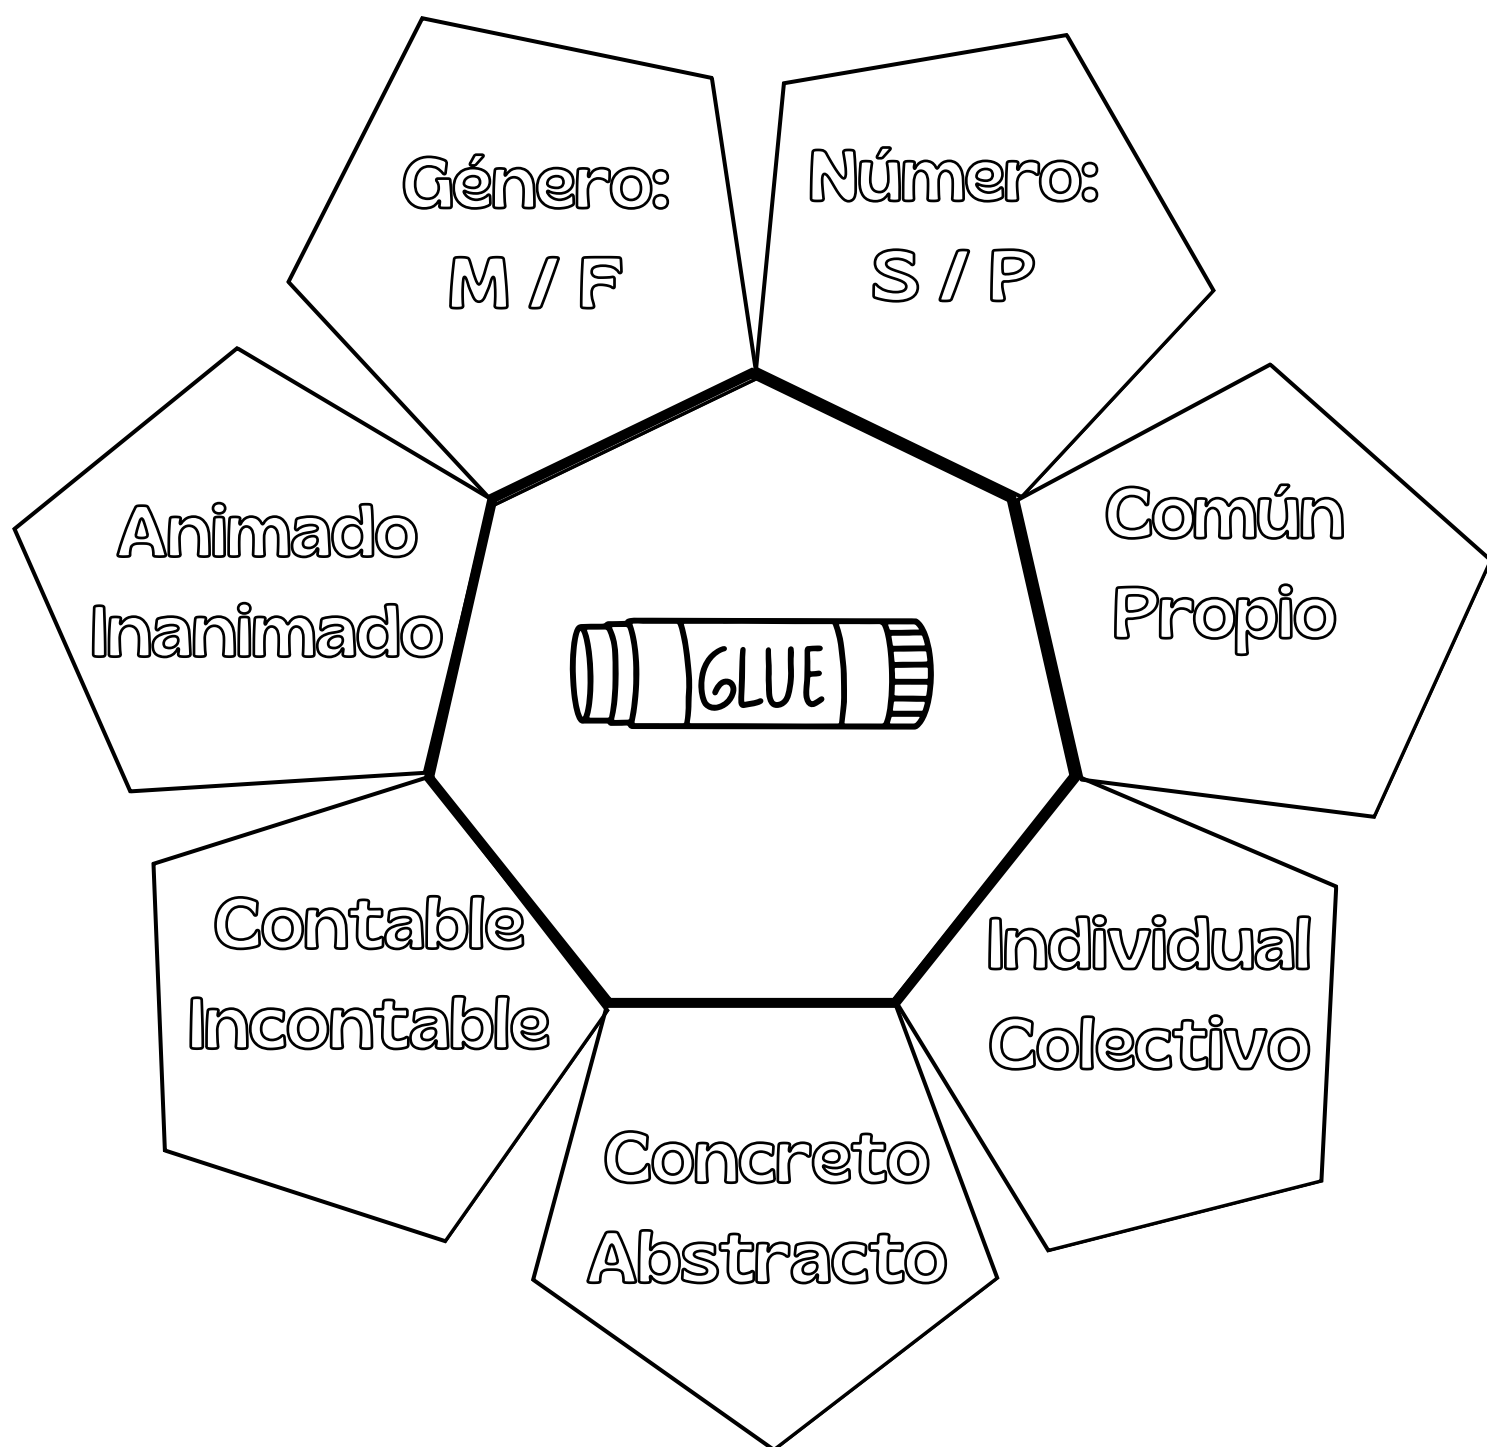 Género:
M / F
Número:
S / P
Animado
Inanimado
Común
Propio
GLUE
Contable
Incontable
Individual
Colectivo
Concreto
Abstracto